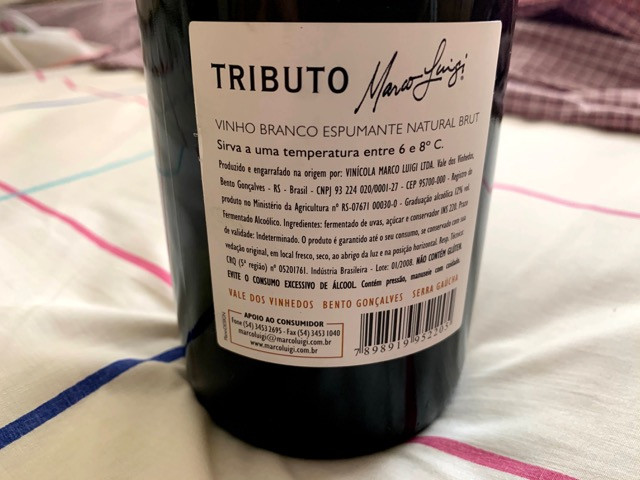 TRIBUTO Marco Luigi
VINHO BRANCO ESPUMANTE NATURAL BRUT
Sirva a uma temperatura entre 6 e 8º C.
Produzido e engarrafado na origem por: VINÍCOLA MARCO LUIGI LTDA. Vale dos Vinhedos,
Bento Gonçalves - RS - Brasil - CNPJ 93 224 020/0001-27 - CEP 95700-000 - Registro do
produto no Ministério da Agricultura nº RS-07671 00030-0 - Graduação alcoólica 12% vol.
Fermentado Alcoólico. Ingredientes: fermentado de uvas, açúcar e conservador INS 220. Prazo
de validade: Indeterminado. O produto é garantido até o seu consumo, se conservado com sua
vedação original, em local fresco, seco, ao abrigo da luz e na posição horizontal. Resp. Técnico:
CRQ (5ª região) nº 05201761. Indústria Brasileira - Lote: 01/2008. NÃO CONTÉM GLÚTEN.
EVITE O CONSUMO EXCESSIVO DE ÁLCOOL. Contém pressão, manuseie com cuidado.
VALE DOS VINHEDOS BENTO GONÇALVES SERRA GAÚCHA
APOIO AO CONSUMIDOR
Fone (54) 3453 2695 - Fax (54) 3453 1040
marcoluigi@marcoluigi.com.br
www.marcoluigi.com.br
7898919952205